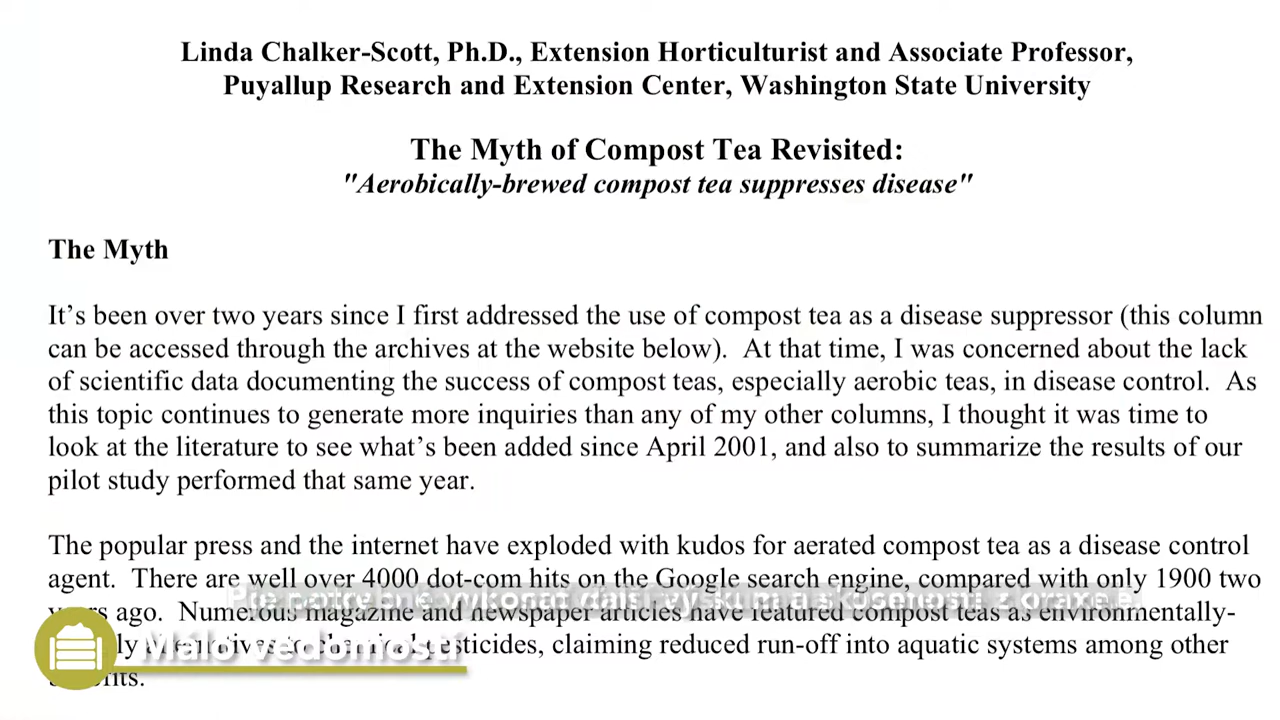 Linda Chalker-Scott, Ph.D., Extension Horticulturist and Associate Professor,
Puyallup Research and Extension Center, Washington State University
The Myth of Compost Tea Revisited:
"Aerobically-brewed compost tea suppresses disease"
The Myth
It's been over two years since I first addressed the use of compost tea as a disease suppressor (this column
can be accessed through the archives at the website below). At that time, I was concerned about the lack
of scientific data documenting the success of compost teas, especially aerobic teas, in disease control. As
this topic continues to generate more inquiries than any of my other columns, I thought it was time to
look at the literature to see what's been added since April 2001, and also to summarize the results of our
pilot study performed that same year.
The popular press and the internet have exploded with kudos for aerated compost tea as a disease control
agent. There are well over 4000 dot-com hits on the Google search engine, compared with only 1900 two
ago. Numerous magazine and newspaper articles have featured compost teas as environmentally-
claiming reduced run-off into aquatic systems among other
Málo vedomostí